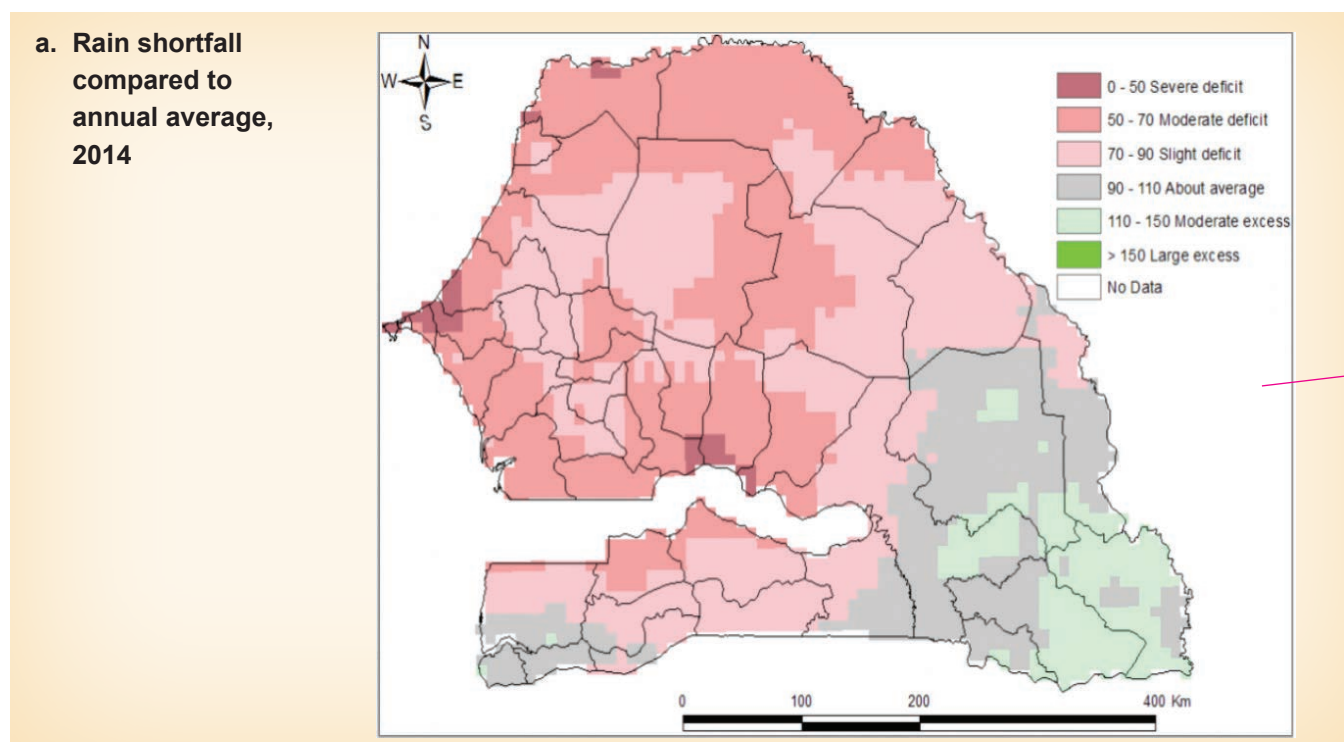 a. Rain shortfall
compared to
annual average,
2014
N
W E
S
0 - 50 Severe deficit
50 - 70 Moderate deficit
70 - 90 Slight deficit
90 - 110 About average
110 - 150 Moderate excess
> 150 Large excess
No Data
0 100 200 400 Km